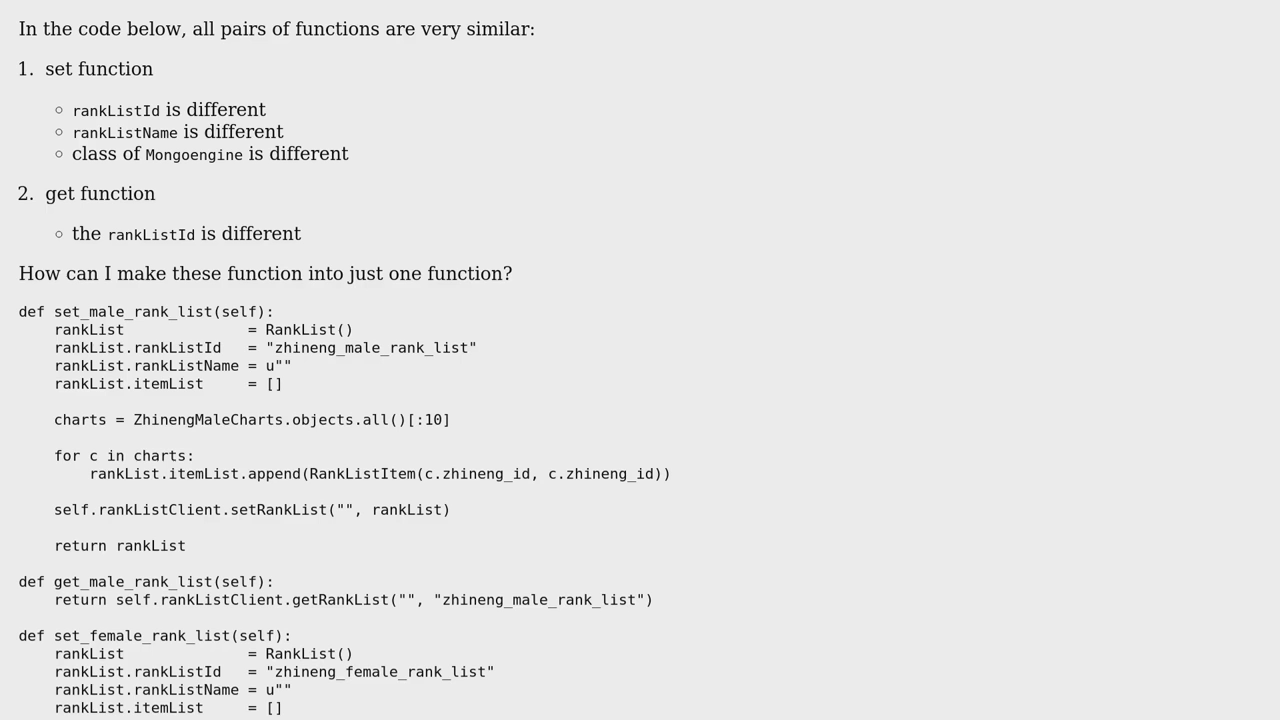 In the code below, all pairs of functions are very similar:
1. set function
○ rankListId is different
○ rankListName is different
○ class of Mongoengine is different
2. get function
○ the rankListId is different
How can I make these function into just one function?
def set_male_rank_list(self):
    rankList              = RankList()
    rankList.rankListId   = "zhineng_male_rank_list"
    rankList.rankListName = u""
    rankList.itemList     = []
    charts = ZhinengMaleCharts.objects.all()[:10]
    for c in charts:
        rankList.itemList.append(RankListItem(c.zhineng_id, c.zhineng_id))
    self.rankListClient.setRankList("", rankList)
    return rankList
def get_male_rank_list(self):
    return self.rankListClient.getRankList("", "zhineng_male_rank_list")
def set_female_rank_list(self):
    rankList              = RankList()
    rankList.rankListId   = "zhineng_female_rank_list"
    rankList.rankListName = u""
    rankList.itemList     = []